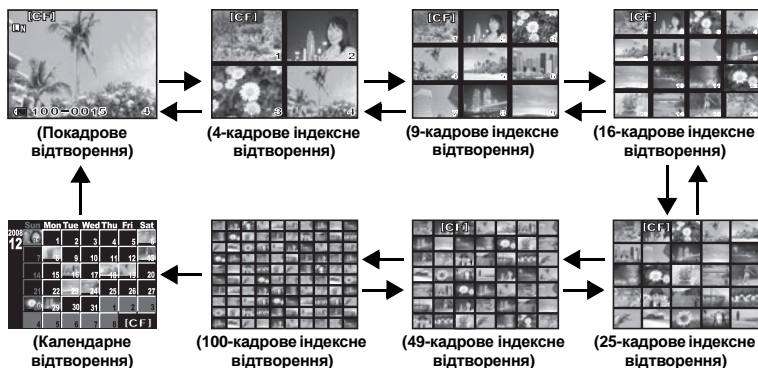 [CF]
LN
100-0015 4
(Покадрове
відтворення)
[CF]
1 2
3 4
(4-кадрове індексне
відтворення)
[CF]
4 5 6
(9-кадрове індексне
відтворення)
[CF]
(16-кадрове індексне
відтворення)
2008
12
Sun Mon Tue Wed Thu Fri Sat
1 2 3 4 5 6
7 8 9 10 11 12 13
14 15 16 17 18 19 20
21 22 23 24 25 26 27
29 30 31 1 2 3
4 5 6 7 8 [CF]
(Календарне
відтворення)
(100-кадрове індексне
відтворення)
[CF]
(49-кадрове індексне
відтворення)
[CF]
(25-кадрове індексне
відтворення)